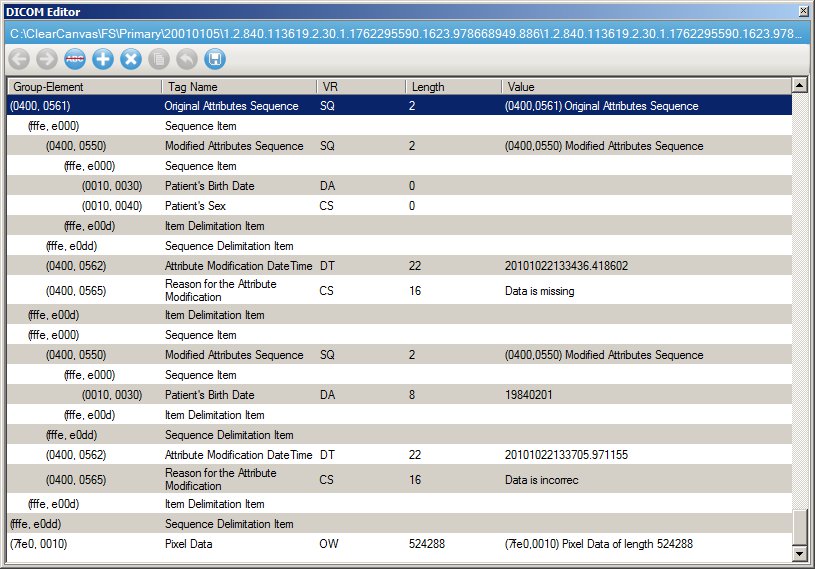 DICOM Editor
C:\ClearCanvas\FS\Primary\20010105\1.2.840.113619.2.30.1.1762295590.1623.978668949.886\1.2.840.113619.2.30.1.1762295590.1623.978...
ABC
Group-Element Tag Name VR Length Value
(0400, 0561) Original Attributes Sequence SQ 2 (0400,0561) Original Attributes Sequence
(fffe, e000) Sequence Item
(0400, 0550) Modified Attributes Sequence SQ 2 (0400,0550) Modified Attributes Sequence
(fffe, e000) Sequence Item
(0010, 0030) Patient's Birth Date DA 0
(0010, 0040) Patient's Sex CS 0
(fffe, e00d) Item Delimitation Item
(fffe, e0dd) Sequence Delimitation Item
(0400, 0562) Attribute Modification DateTime DT 22 20101022133436.418602
(0400, 0565) Reason for the Attribute Modification CS 16 Data is missing
(fffe, e00d) Item Delimitation Item
(fffe, e000) Sequence Item
(0400, 0550) Modified Attributes Sequence SQ 2 (0400,0550) Modified Attributes Sequence
(fffe, e000) Sequence Item
(0010, 0030) Patient's Birth Date DA 8 19840201
(fffe, e00d) Item Delimitation Item
(fffe, e0dd) Sequence Delimitation Item
(0400, 0562) Attribute Modification DateTime DT 22 20101022133705.971155
(0400, 0565) Reason for the Attribute Modification CS 16 Data is incorrec
(fffe, e00d) Item Delimitation Item
(fffe, e0dd) Sequence Delimitation Item
(7fe0, 0010) Pixel Data OW 524288 (7fe0,0010) Pixel Data of length 524288